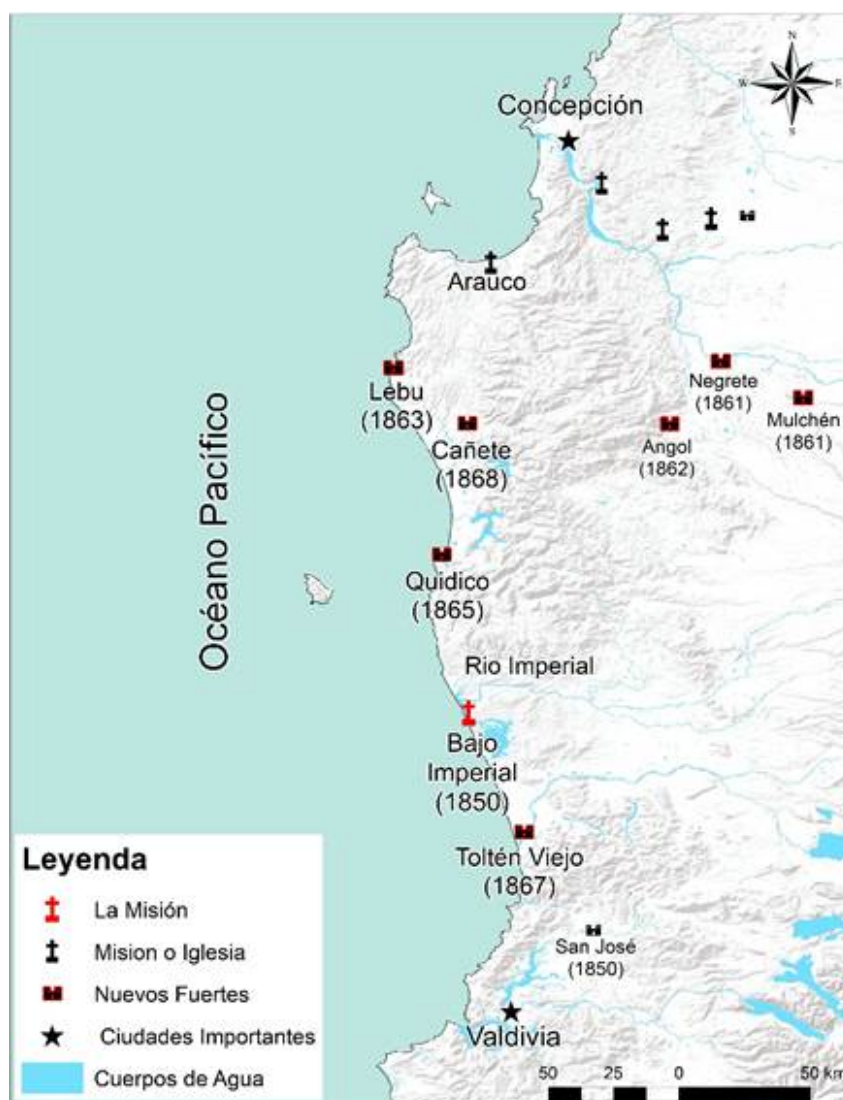 N
W
E
S
Concepción
Arauco
Lebu
(1863)
Cañete
(1868)
Negrete
(1861)
Mulchén
(1861)
Angol
(1862)
Océano Pacífico
Quidico
(1865)
Rio Imperial
Bajo
Imperial
(1850)
Toltén Viejo
(1867)
San José
(1850)
Valdivia
Leyenda
La Misión
Mision o Iglesia
Nuevos Fuertes
Ciudades Importantes
Cuerpos de Agua
50 25 0 50 km